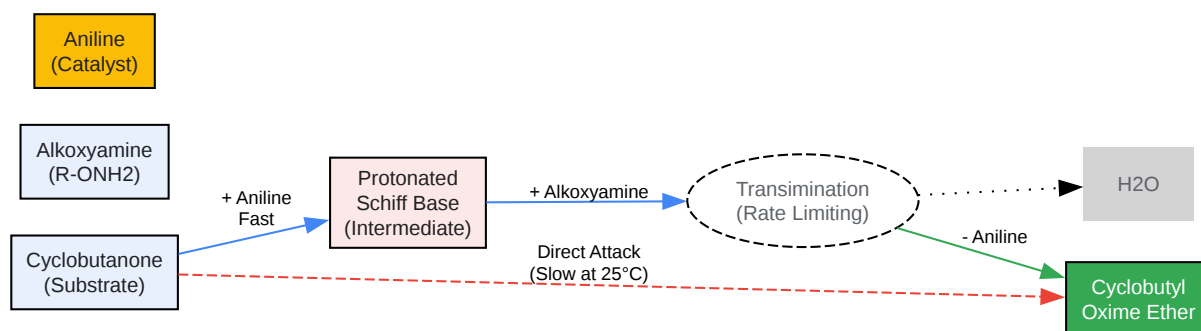 Aniline
(Catalyst)
Alkoxyamine
(R-ONH2)
Cyclobutanone
(Substrate)
+ Aniline
Fast
Protonated
Schiff Base
(Intermediate)
+ Alkoxyamine
Transimination
(Rate Limiting)
Direct Attack
(Slow at 25°C)
- Aniline
H2O
Cyclobutyl
Oxime Ether